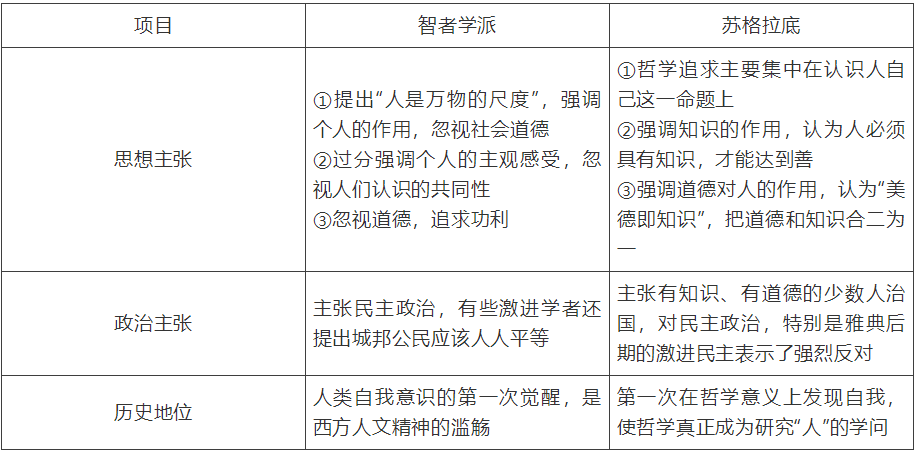 项目
智者学派
苏格拉底
思想主张
①提出“人是万物的尺度”，强调
个人的作用，忽视社会道德
②过分强调个人的主观感受，忽
视人们认识的共同性
③忽视道德，追求功利
①哲学追求主要集中在认识人自
己这一命题上
②强调知识的作用，认为人必须
具有知识，才能达到善
③强调道德对人的作用，认为“美
德即知识”，把道德和知识合二为
一
政治主张
主张民主政治，有些激进学者还
提出城邦公民应该人人平等
主张有知识、有道德的少数人治
国，对民主政治，特别是雅典后
期的激进民主表示了强烈反对
历史地位
人类自我意识的第一次觉醒，是
西方人文精神的滥觞
第一次在哲学意义上发现自我，
使哲学真正成为研究“人”的学问